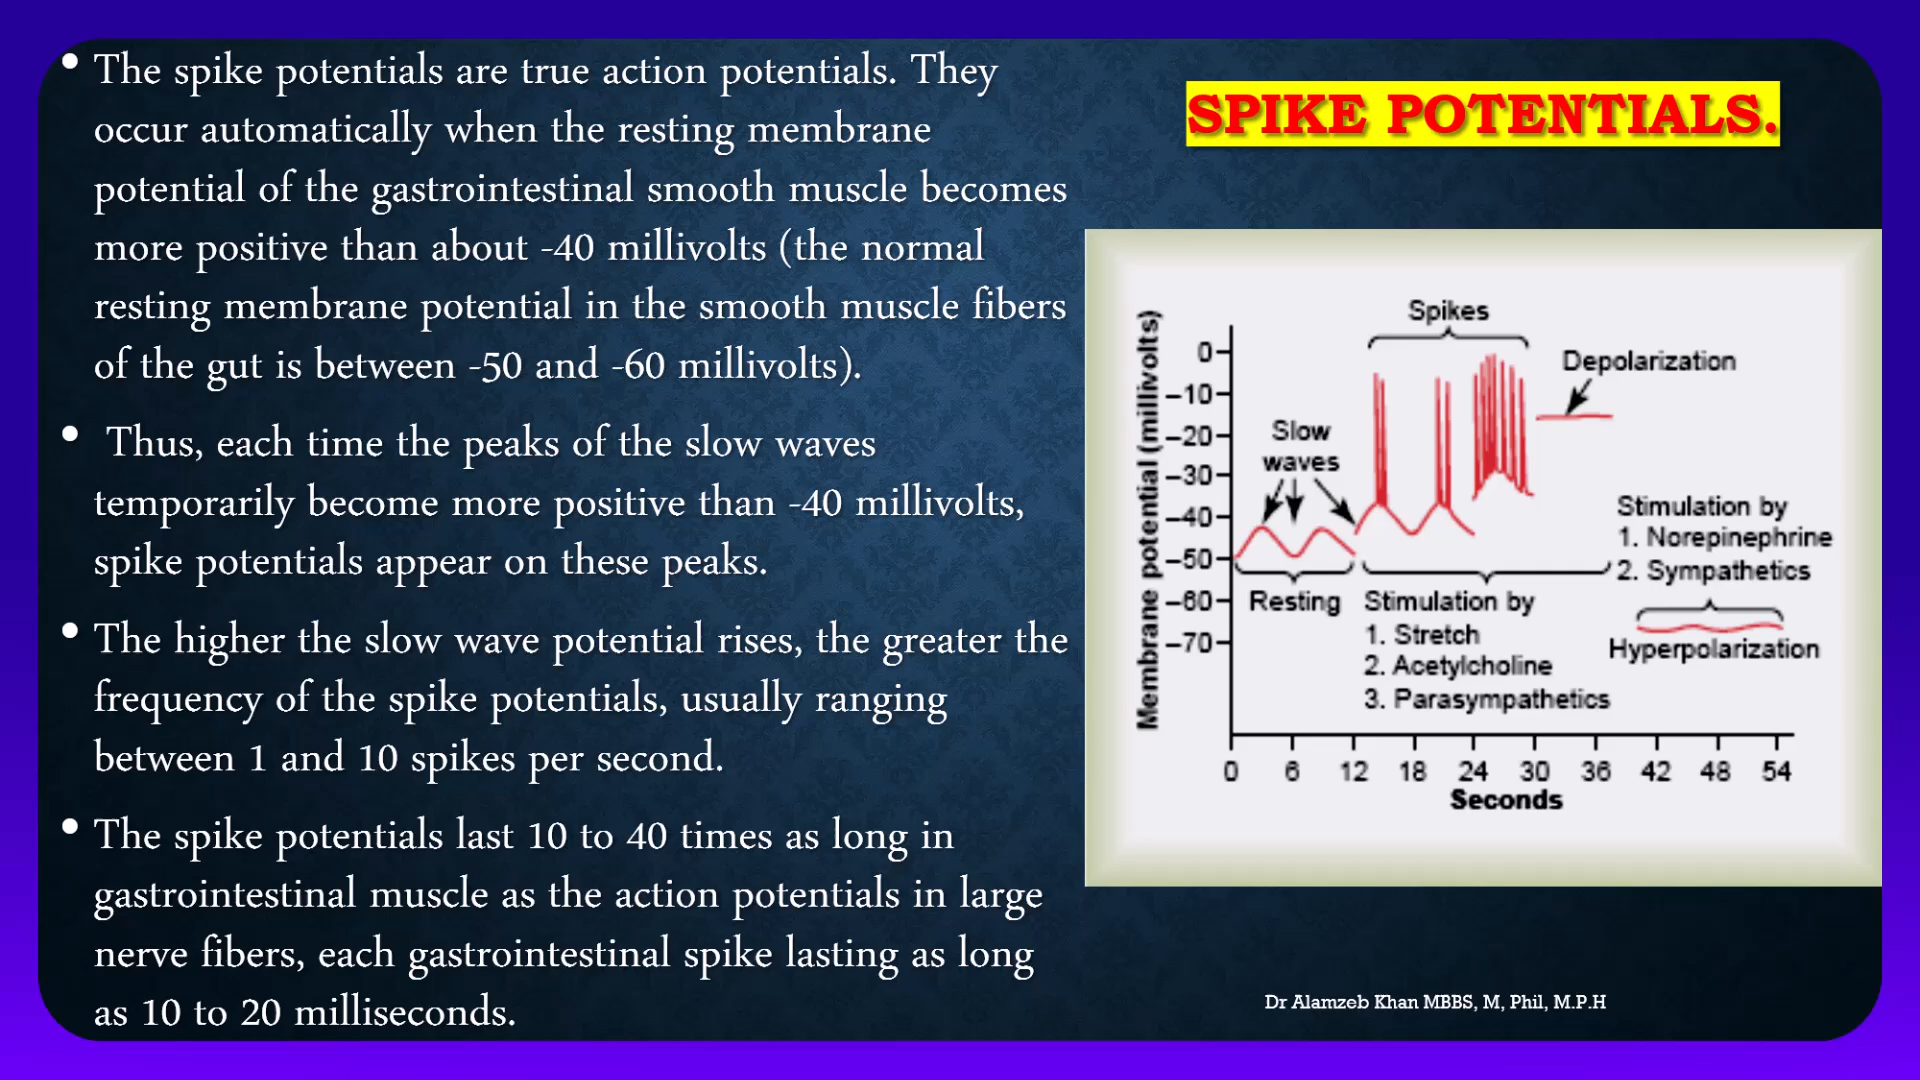 • The spike potentials are true action potentials. They
occur automatically when the resting membrane
potential of the gastrointestinal smooth muscle becomes
more positive than about -40 millivolts (the normal
resting membrane potential in the smooth muscle fibers
of the gut is between -50 and -60 millivolts).
• Thus, each time the peaks of the slow waves
temporarily become more positive than -40 millivolts,
spike potentials appear on these peaks.
• The higher the slow wave potential rises, the greater the
frequency of the spike potentials, usually ranging
between 1 and 10 spikes per second.
• The spike potentials last 10 to 40 times as long in
gastrointestinal muscle as the action potentials in large
nerve fibers, each gastrointestinal spike lasting as long
as 10 to 20 milliseconds.
SPIKE POTENTIALS.
Membrane potential (millivolts)
0
–10
–20
–30
–40
–50
–60
–70
Spikes
Depolarization
Slow
waves
Resting
Stimulation by
1. Stretch
2. Acetylcholine
3. Parasympathetics
Stimulation by
1. Norepinephrine
2. Sympathetics
Hyperpolarization
0 6 12 18 24 30 36 42 48 54
Seconds
Dr Alamzeb Khan MBBS, M, Phil, M.P.H